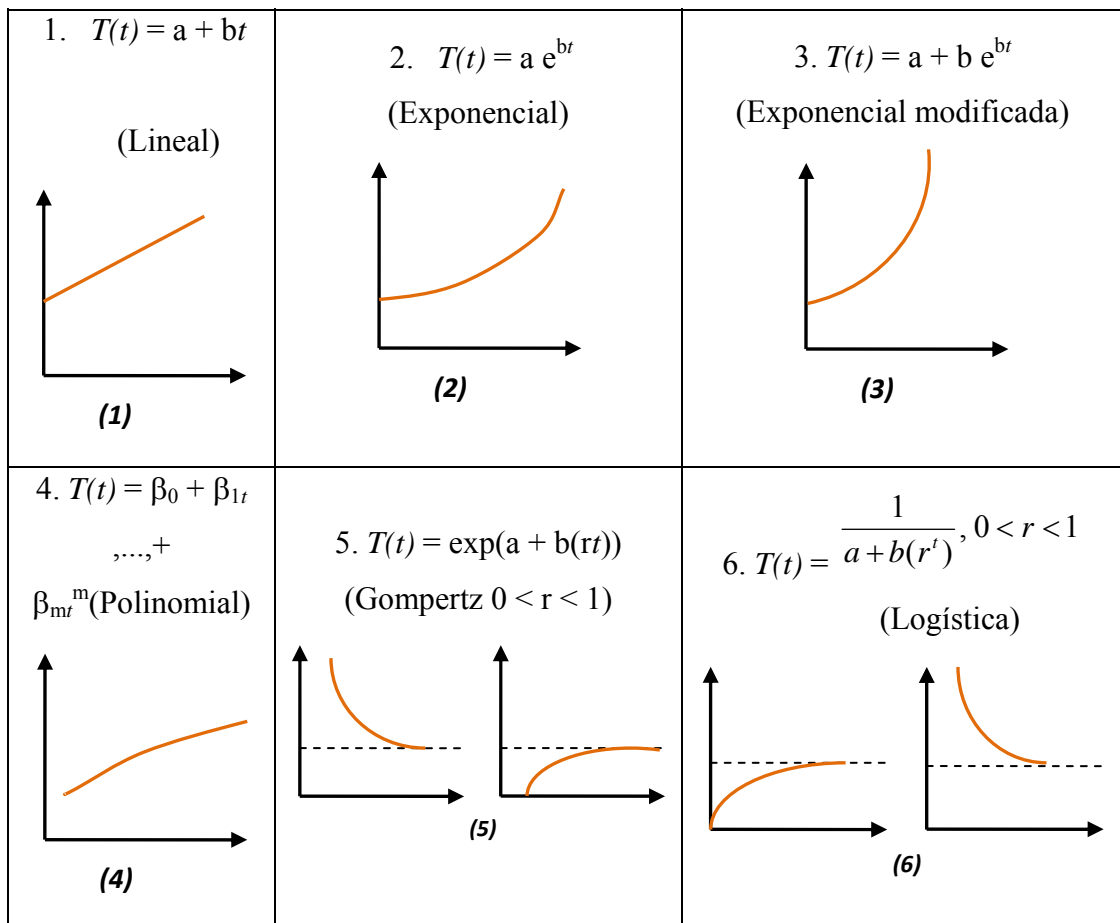 1. T(t) = a + bt
(Lineal)
(1)
2. T(t) = a e^bt
(Exponencial)
(2)
3. T(t) = a + b e^bt
(Exponencial modificada)
(3)
4. T(t) = β₀ + β₁t
,...,+
βmt^m(Polinomial)
(4)
5. T(t) = exp(a + b(rt))
(Gompertz 0 < r < 1)
(5)
6. T(t) = 1 / (a + b(r^t)), 0 < r < 1
(Logística)
(6)